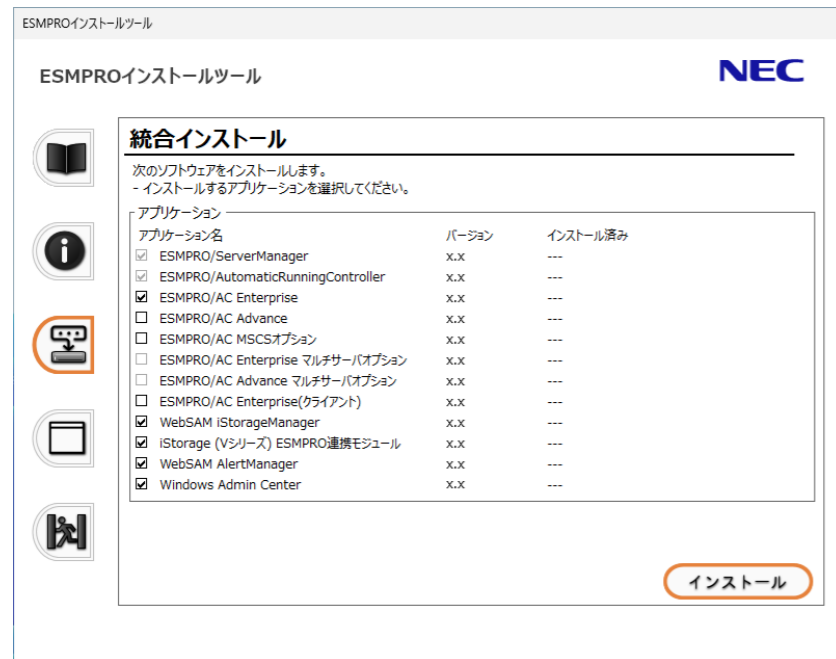 ESMPROインストールツール
ESMPROインストールツール
NEC
統合インストール
次のソフトウェアをインストールします。
- インストールするアプリケーションを選択してください。
アプリケーション
アプリケーション名 バージョン インストール済み
ESMPRO/ServerManager x.x ---
ESMPRO/AutomaticRunningController x.x ---
ESMPRO/AC Enterprise x.x ---
ESMPRO/AC Advance x.x ---
ESMPRO/AC MSCSオプション x.x ---
ESMPRO/AC Enterprise マルチサーバオプション x.x ---
ESMPRO/AC Advance マルチサーバオプション x.x ---
ESMPRO/AC Enterprise(クライアント) x.x ---
WebSAM iStorageManager x.x ---
iStorage (Vシリーズ) ESMPRO連携モジュール x.x ---
WebSAM AlertManager x.x ---
Windows Admin Center x.x ---
インストール